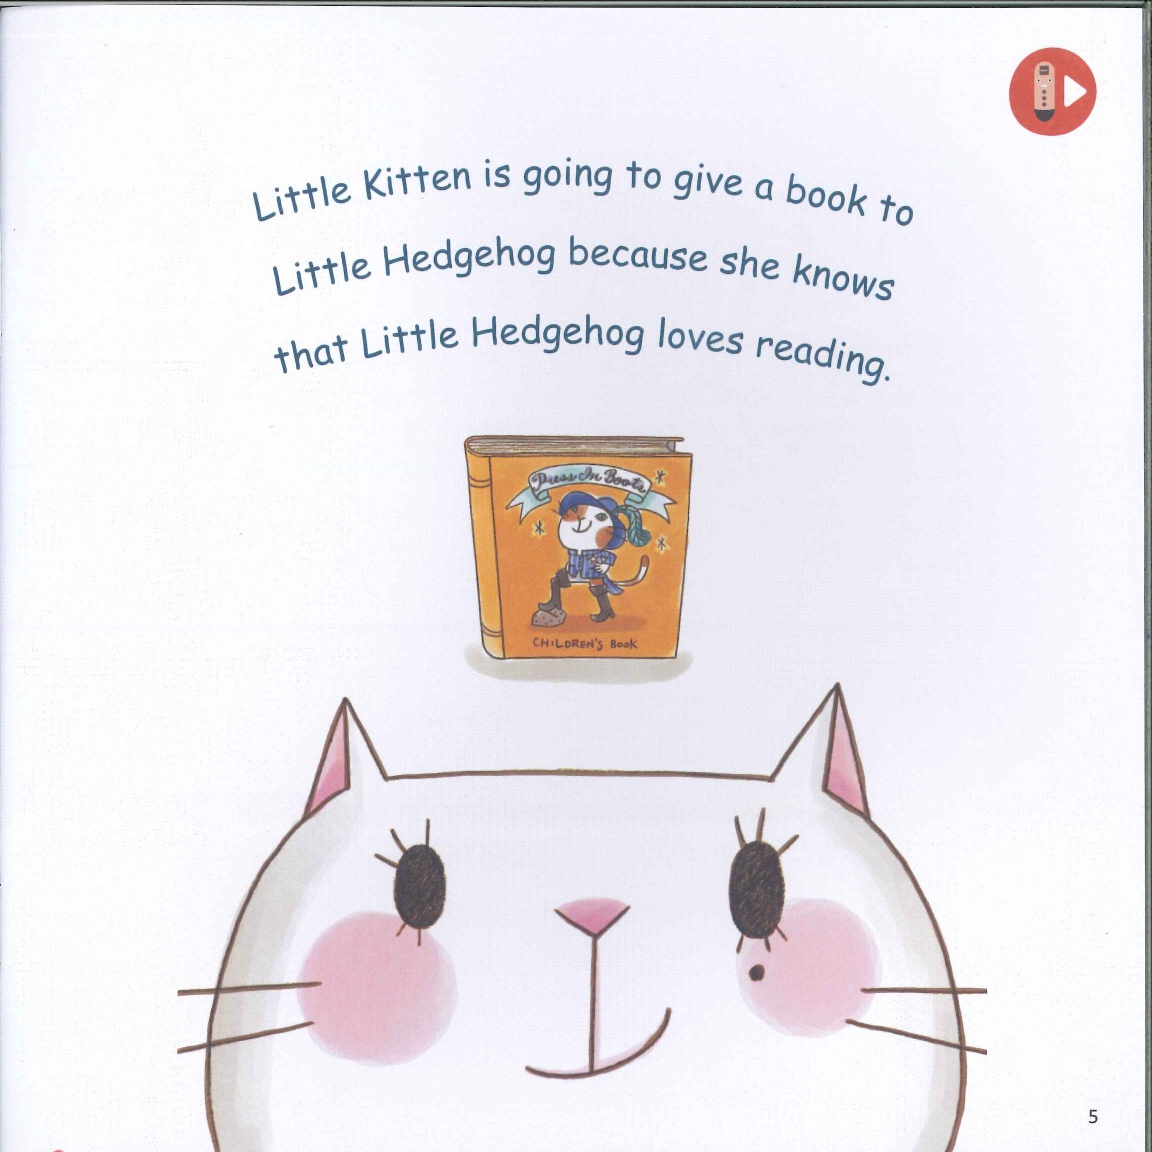 Little Kitten is going to give a book to
Little Hedgehog because she knows
that Little Hedgehog loves reading.
Puss In Boots
CHiLDREN'S BooK
5